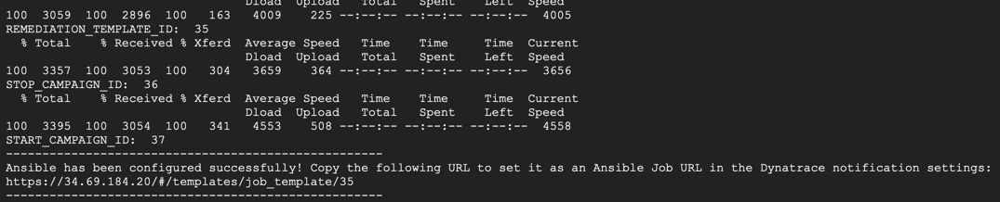 Dload Upload Total Spent Left Speed
100 3059 100 2896 100 163 4009 225 --:--:-- --:--:-- --:--:-- 4005
REMEDIATION_TEMPLATE_ID: 35
% Total % Received % Xferd Average Speed Time Time Time Current
Dload Upload Total Spent Left Speed
100 3357 100 3053 100 304 3659 364 --:--:-- --:--:-- --:--:-- 3656
STOP_CAMPAIGN_ID: 36
% Total % Received % Xferd Average Speed Time Time Time Current
Dload Upload Total Spent Left Speed
100 3395 100 3054 100 341 4553 508 --:--:-- --:--:-- --:--:-- 4558
START_CAMPAIGN_ID: 37
----------------------------------------------------
Ansible has been configured successfully! Copy the following URL to set it as an Ansible Job URL in the Dynatrace notification settings:
https://34.69.184.20/#/templates/job_template/35
----------------------------------------------------